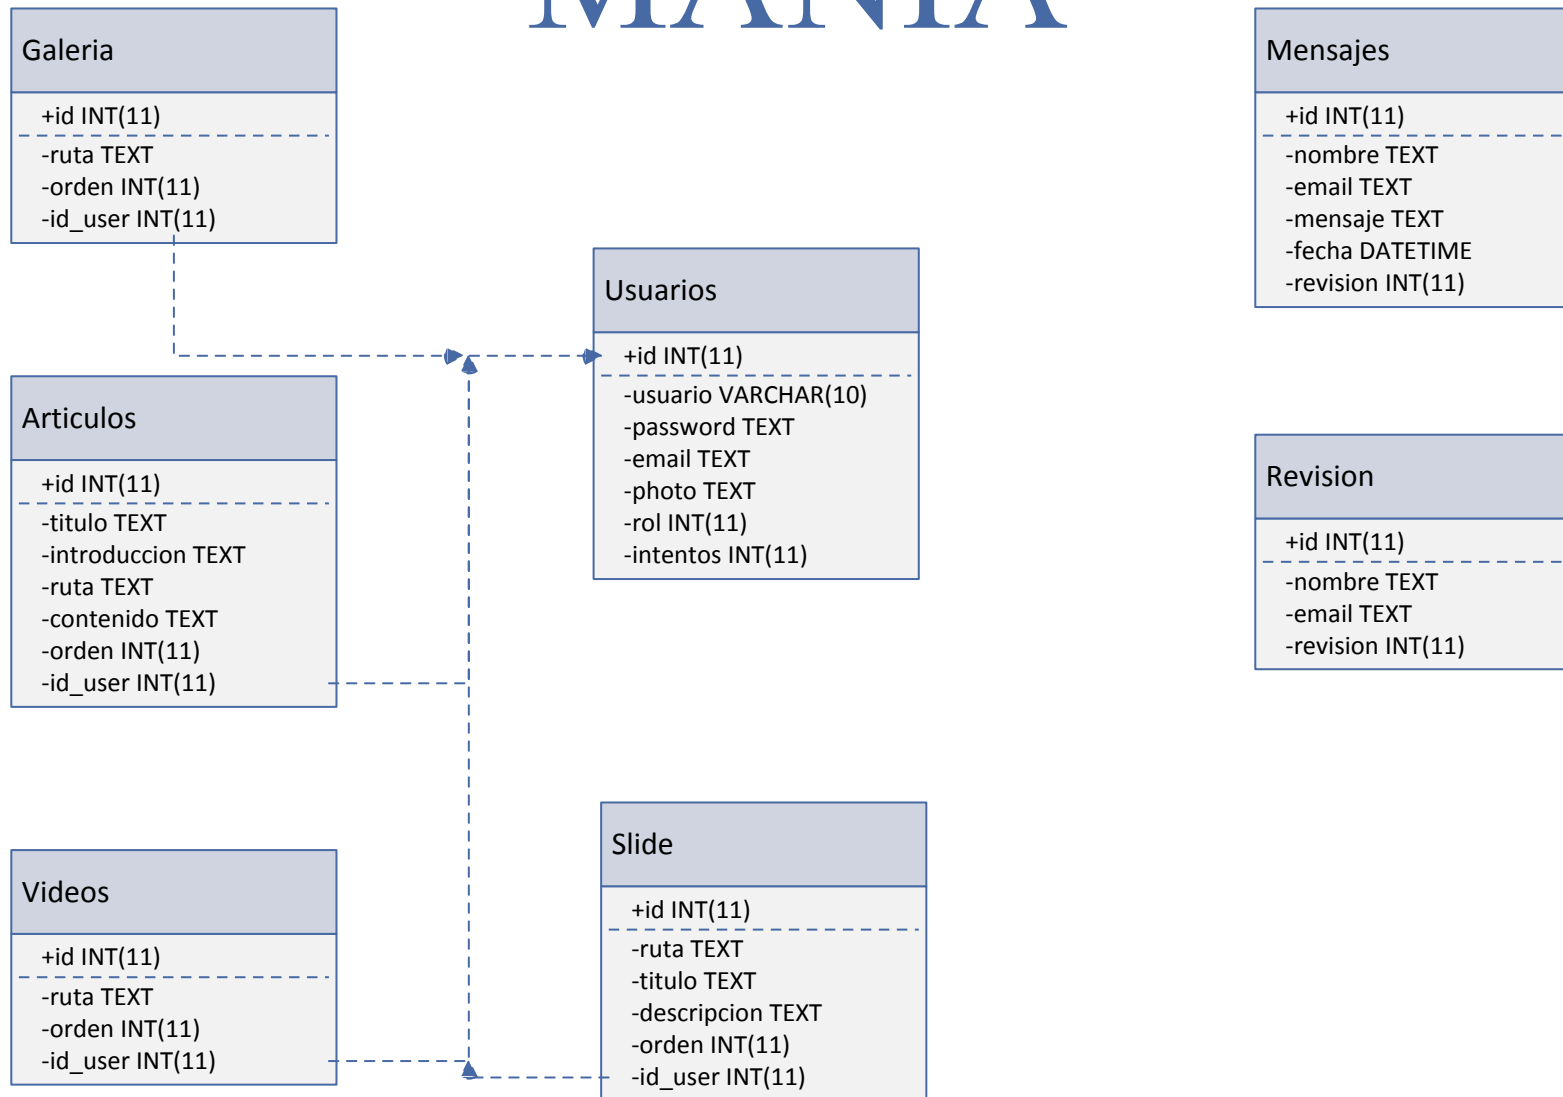 MANIA
Galeria
+id INT(11)
-ruta TEXT
-orden INT(11)
-id_user INT(11)
Articulos
+id INT(11)
-titulo TEXT
-introduccion TEXT
-ruta TEXT
-contenido TEXT
-orden INT(11)
-id_user INT(11)
Videos
+id INT(11)
-ruta TEXT
-orden INT(11)
-id_user INT(11)
Usuarios
+id INT(11)
-usuario VARCHAR(10)
-password TEXT
-email TEXT
-photo TEXT
-rol INT(11)
-intentos INT(11)
Slide
+id INT(11)
-ruta TEXT
-titulo TEXT
-descripcion TEXT
-orden INT(11)
-id_user INT(11)
Mensajes
+id INT(11)
-nombre TEXT
-email TEXT
-mensaje TEXT
-fecha DATETIME
-revision INT(11)
Revision
+id INT(11)
-nombre TEXT
-email TEXT
-revision INT(11)